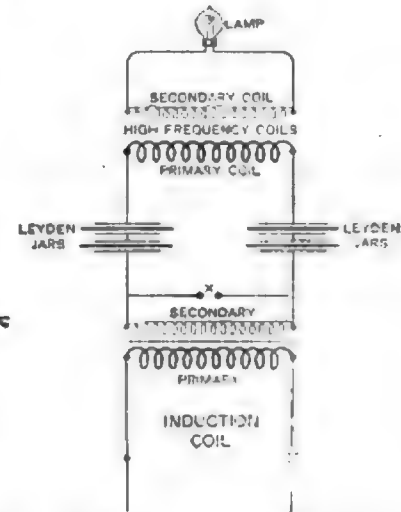 LAMP
SECONDARY COIL
HIGH FREQUENCY COILS
PRIMARY COIL
LEYDEN
JARS
LEYDEN
JARS
X
SECONDARY
PRIMARY
INDUCTION
COIL